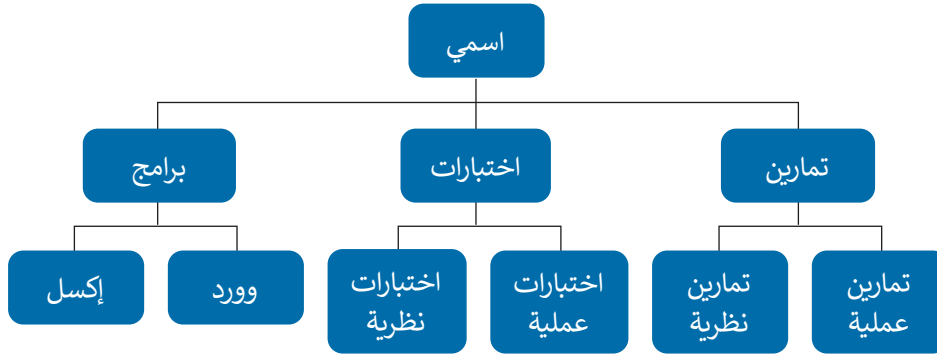 اسمي
تمارين
اختبارات
برامج
تمارين
عملية
تمارين
نظرية
اختبارات
عملية
اختبارات
نظرية
وورد
إكسل